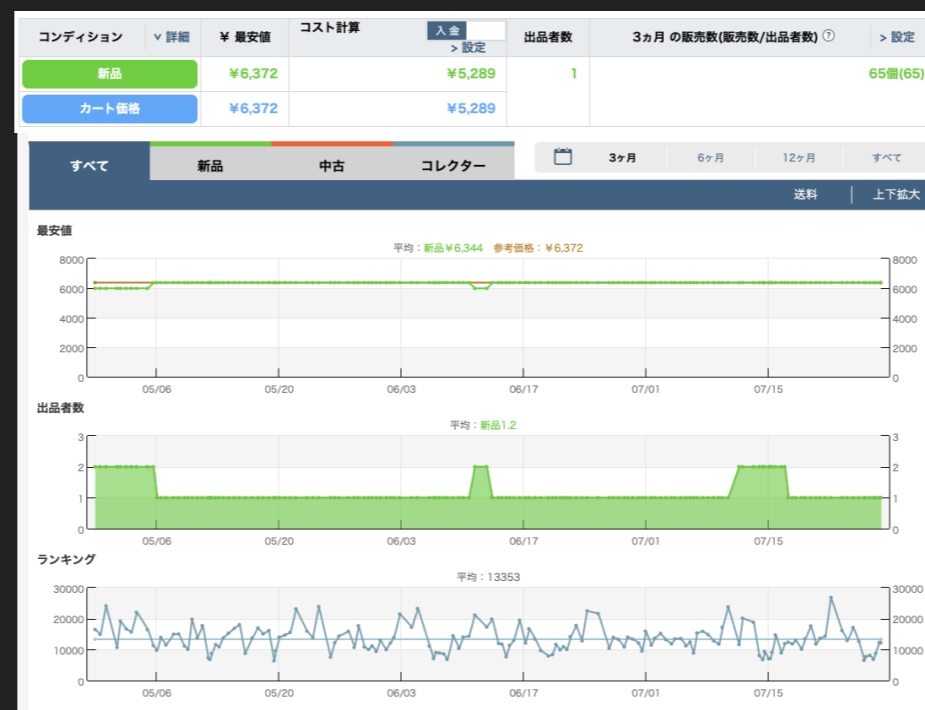 コンディション ∨ 詳細 ¥ 最安値 コスト計算 入金 > 設定 出品者数 3ヵ月 の販売数(販売数/出品者数) ? > 設定
新品 ¥6,372 ¥5,289 1 65個(65)
カート価格 ¥6,372 ¥5,289
すべて 新品 中古 コレクター 3ヶ月 6ヶ月 12ヶ月 すべて
送料 | 上下拡大
最安値
平均：新品¥6,344 参考価格：¥6,372
8000 8000
6000 6000
4000 4000
2000 2000
0 0
05/06 05/20 06/03 06/17 07/01 07/15
出品者数
平均：新品1.2
3 3
2 2
1 1
0 0
05/06 05/20 06/03 06/17 07/01 07/15
ランキング
平均：13353
30000 30000
20000 20000
10000 10000
0 0
05/06 05/20 06/03 06/17 07/01 07/15